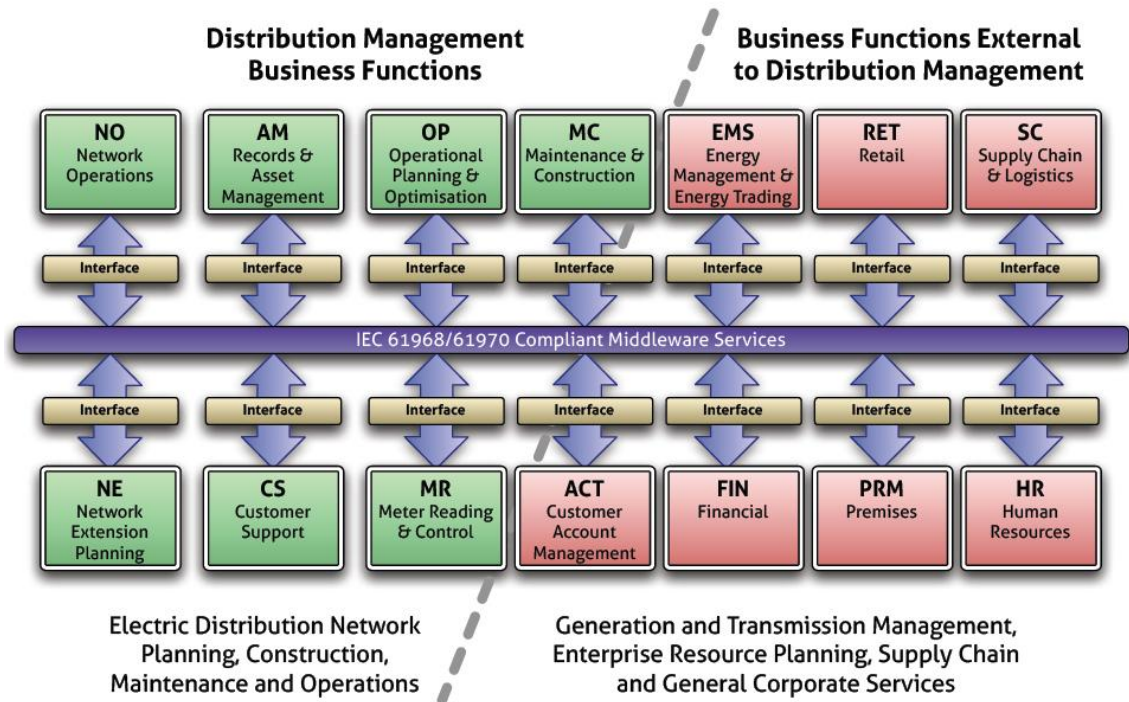 Distribution Management
Business Functions
Business Functions External
to Distribution Management
NO
Network
Operations
AM
Records &
Asset
Management
OP
Operational
Planning &
Optimisation
MC
Maintenance &
Construction
EMS
Energy
Management &
Energy Trading
RET
Retail
SC
Supply Chain
& Logistics
Interface
Interface
Interface
Interface
Interface
Interface
Interface
IEC 61968/61970 Compliant Middleware Services
Interface
Interface
Interface
Interface
Interface
Interface
Interface
NE
Network
Extension
Planning
CS
Customer
Support
MR
Meter Reading
& Control
ACT
Customer
Account
Management
FIN
Financial
PRM
Premises
HR
Human
Resources
Electric Distribution Network
Planning, Construction,
Maintenance and Operations
Generation and Transmission Management,
Enterprise Resource Planning, Supply Chain
and General Corporate Services